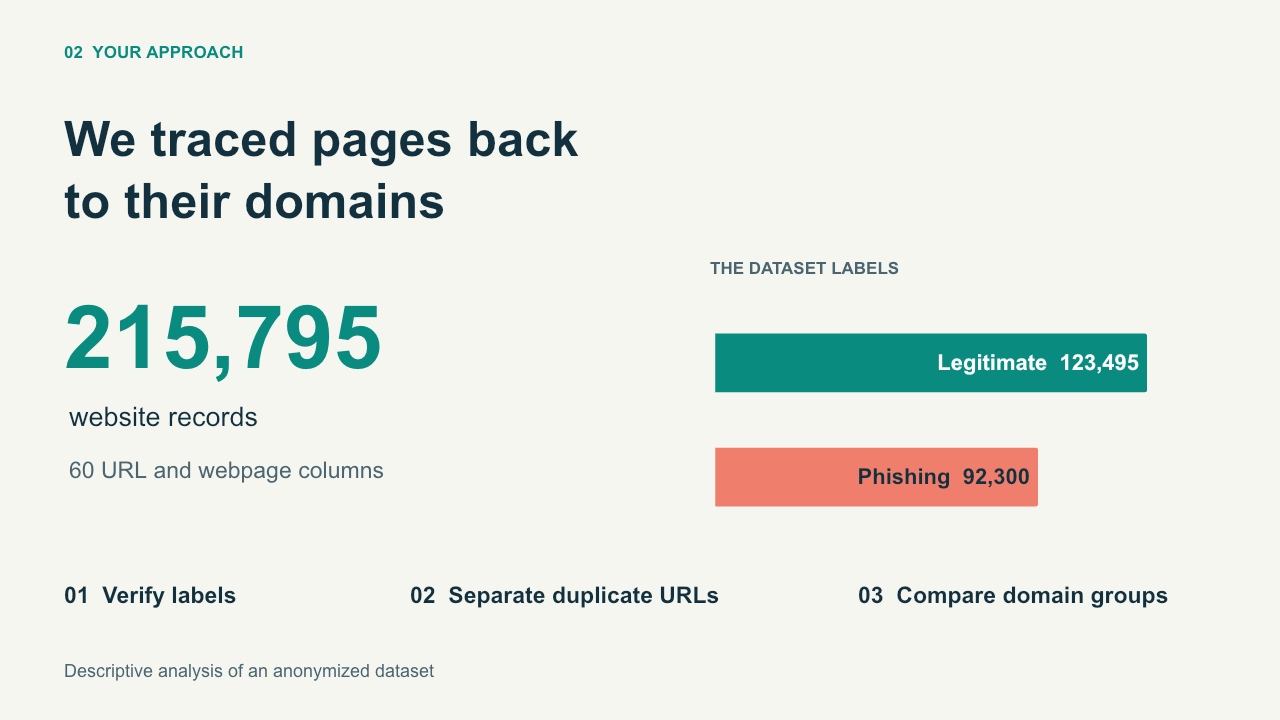 02 YOUR APPROACH
We traced pages back
to their domains
215,795
website records
60 URL and webpage columns
THE DATASET LABELS
Legitimate 123,495
Phishing 92,300
01 Verify labels
02 Separate duplicate URLs
03 Compare domain groups
Descriptive analysis of an anonymized dataset